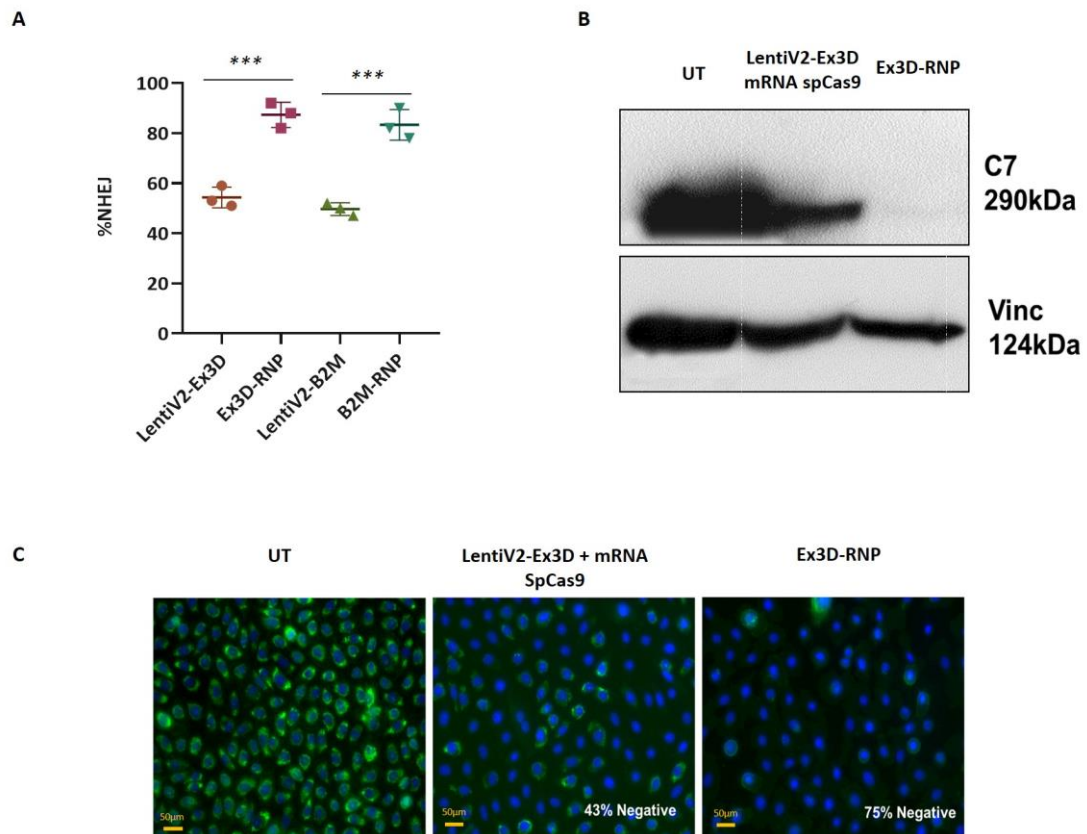 A
***
***
100
80
60
40
20
0
%NHEJ
LentiV2-Ex3D
Ex3D-RNP
LentiV2-B2M
B2M-RNP
B
UT
LentiV2-Ex3D
mRNA spCas9
Ex3D-RNP
C7
290kDa
Vinc
124kDa
C
UT
LentiV2-Ex3D + mRNA
SpCas9
Ex3D-RNP
50µm
50µm
43% Negative
50µm
75% Negative